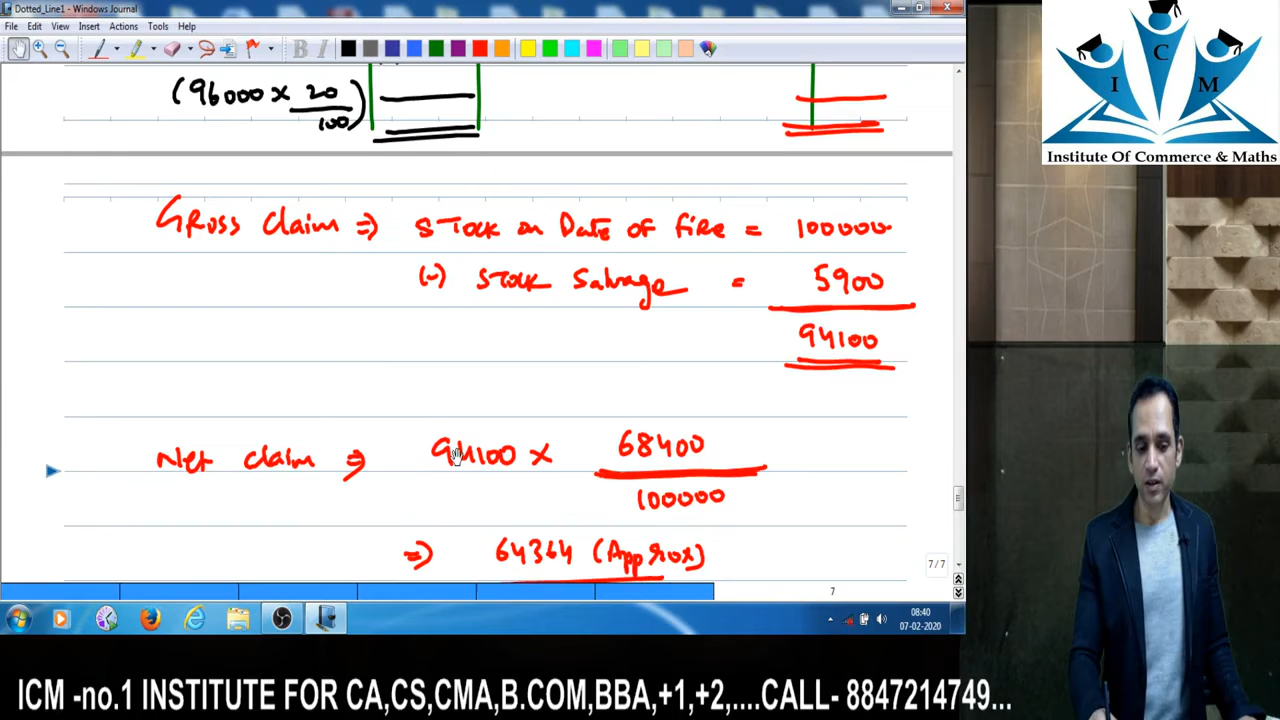 Dotted_Line1 - Windows Journal
File Edit View Insert Actions Tools Help
B I
(96000 × 20/100)
Gross Claim ⇒ Stock on Date of fire = 100000
(-) Stock Salvage = 5900
94100
Net claim ⇒ 94100 × 68400
100000
⇒ 64364 (Approx)
7/7
7
08:40
07-02-2020
I C M
Institute Of Commerce & Maths
ICM -no.1 INSTITUTE FOR CA,CS,CMA,B.COM,BBA,+1,+2,....CALL- 8847214749...